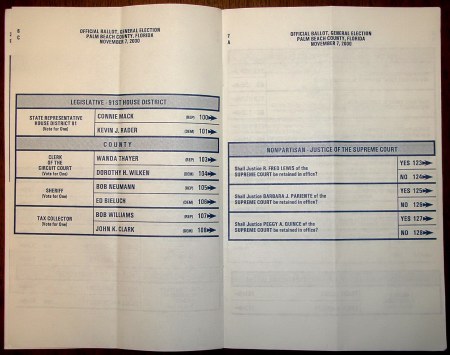 OFFICIAL BALLOT, GENERAL ELECTION
PALM BEACH COUNTY, FLORIDA
NOVEMBER 7, 2000
LEGISLATIVE - 91ST HOUSE DISTRICT
STATE REPRESENTATIVE
HOUSE DISTRICT 91
(Vote for One)
CONNIE MACK (REP) 100
KEVIN J. RADER (DEM) 101
COUNTY
CLERK
OF THE
CIRCUIT COURT
(Vote for One)
WANDA THAYER (REP) 103
DOROTHY H. WILKEN (DEM) 104
SHERIFF
(Vote for One)
BOB NEUMANN (REP) 105
ED BIELUCH (DEM) 106
TAX COLLECTOR
(Vote for One)
BOB WILLIAMS (REP) 107
JOHN K. CLARK (DEM) 108
OFFICIAL BALLOT, GENERAL ELECTION
PALM BEACH COUNTY, FLORIDA
NOVEMBER 7, 2000
NONPARTISAN - JUSTICE OF THE SUPREME COURT
Shall Justice R. FRED LEWIS of the
SUPREME COURT be retained in office?
YES 123
NO 124
Shall Justice BARBARA J. PARIENTE of the
SUPREME COURT be retained in office?
YES 125
NO 126
Shall Justice PEGGY A. QUINCE of the
SUPREME COURT be retained in office?
YES 127
NO 128